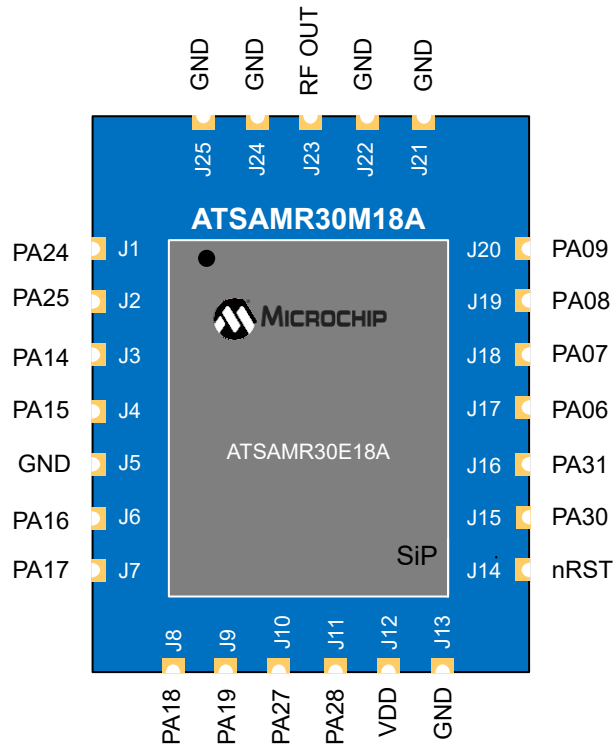 GND GND RF OUT GND GND
J25 J24 J23 J22 J21
ATSAMR30M18A
PA24 J1 J20 PA09
PA25 J2 J19 PA08
MICROCHIP
PA14 J3 J18 PA07
PA15 J4 J17 PA06
ATSAMR30E18A
GND J5 J16 PA31
PA16 J6 J15 PA30
SiP
PA17 J7 J14 nRST
J8 J9 J10 J11 J12 J13
PA18 PA19 PA27 PA28 VDD GND